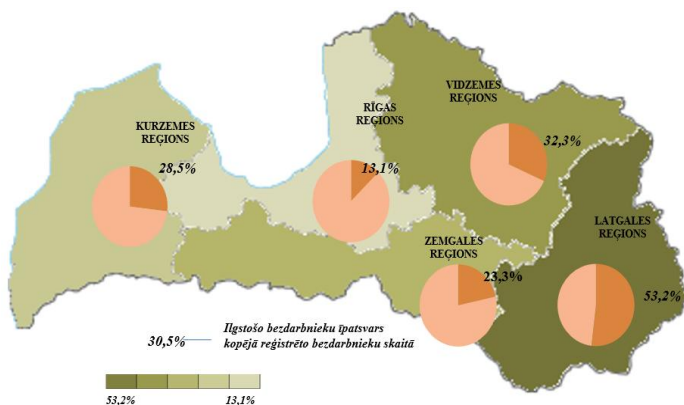 VIDZEMES
REĢIONS
32,3%
RĪGAS
REĢIONS
13,1%
KURZEMES
REĢIONS
28,5%
LATGALES
REĢIONS
53,2%
ZEMGALES
REĢIONS
23,3%
30,5%
Ilgstošo bezdarbnieku īpatsvars
kopējā reģistrēto bezdarbnieku skaitā
53,2%
13,1%